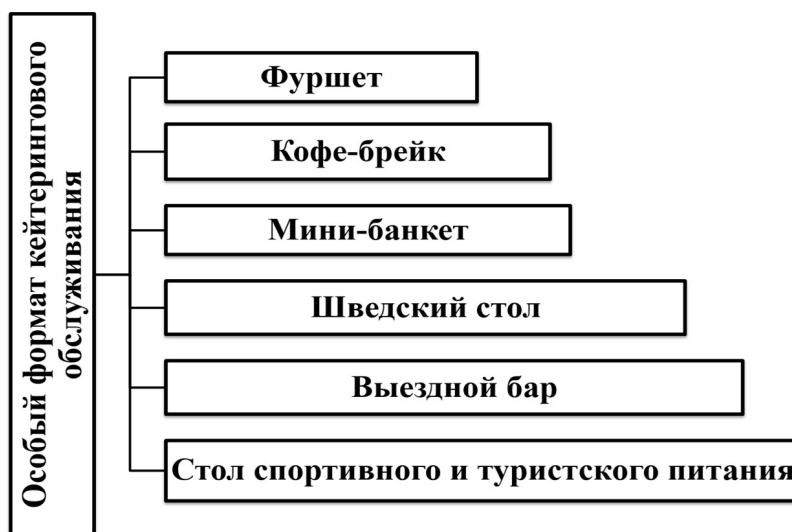 Особый формат кейтерингового
обслуживания
Фуршет
Кофе-брейк
Мини-банкет
Шведский стол
Выездной бар
Стол спортивного и туристского питания